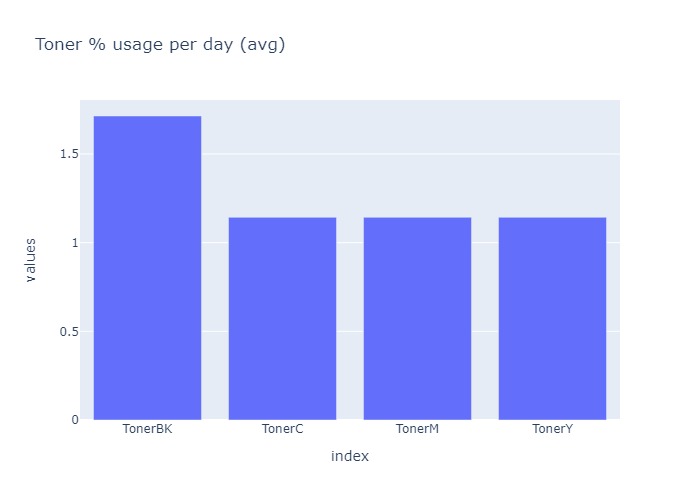 Toner % usage per day (avg)
1.5
1
0.5
0
values
TonerBK
TonerC
TonerM
TonerY
index